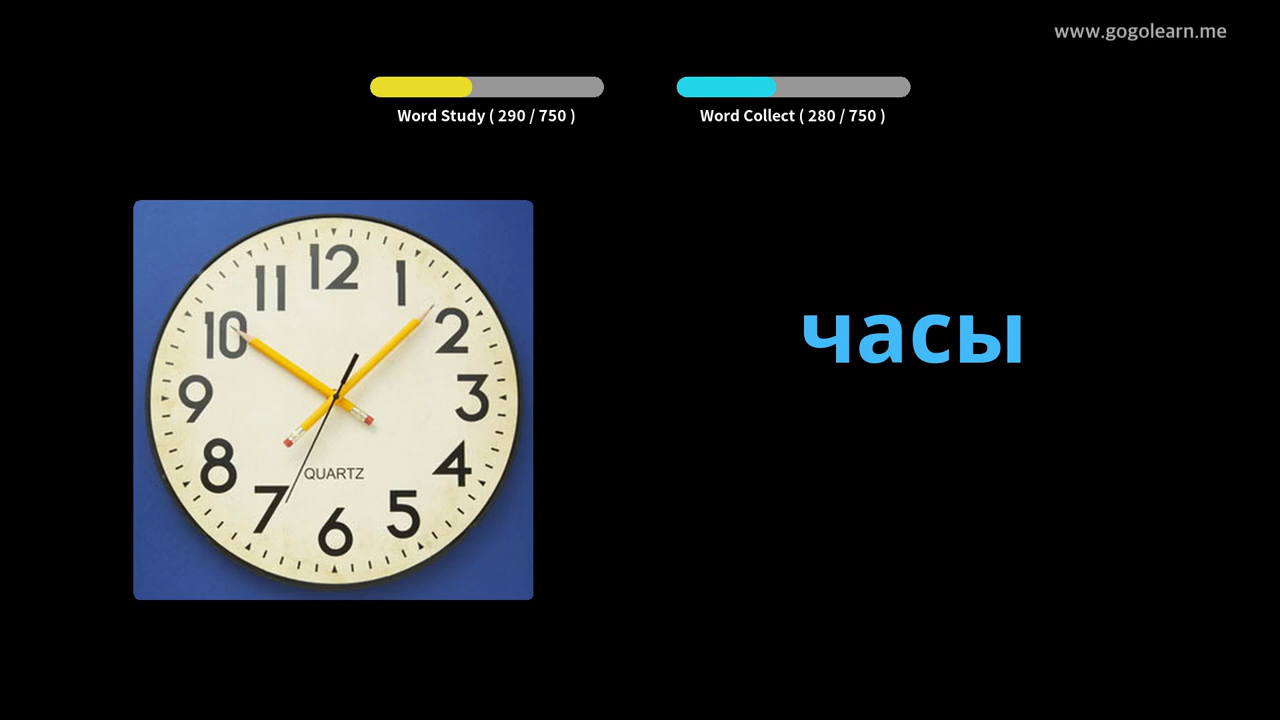 www.gogolearn.me
Word Study ( 290 / 750 )
Word Collect ( 280 / 750 )
12
1
2
3
4
5
6
7
8
9
10
11
QUARTZ
часы